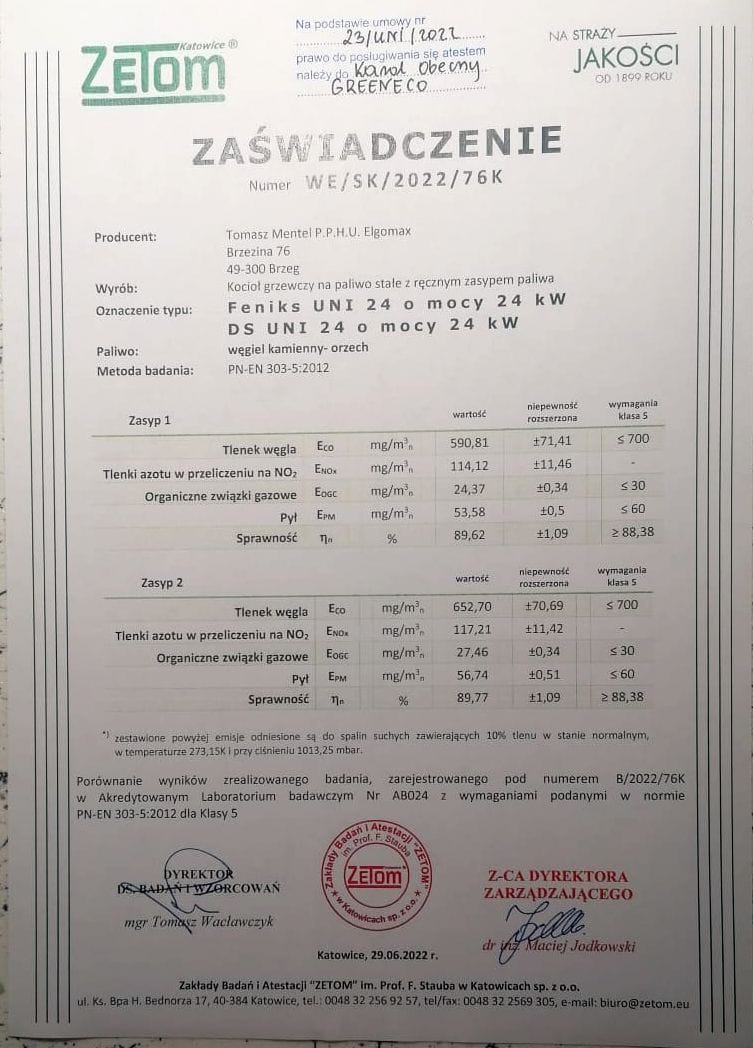 Katowice ®
ZETOM
Na podstawie umowy nr
23/UNI/2022
prawo do posługiwania się atestem
należy do Karol Obecny
GREENECO
NA STRAŻY
JAKOŚCI
OD 1899 ROKU
ZAŚWIADCZENIE
Numer WE/SK/2022/76K
Producent: Tomasz Mentel P.P.H.U. Elgomax
Brzezina 76
49-300 Brzeg
Wyrób: Kocioł grzewczy na paliwo stałe z ręcznym zasypem paliwa
Oznaczenie typu: Feniks UNI 24 o mocy 24 kW
DS UNI 24 o mocy 24 kW
Paliwo: węgiel kamienny- orzech
Metoda badania: PN-EN 303-5:2012
Zasyp 1 wartość niepewność rozszerzona wymagania klasa 5
Tlenek węgla ECO mg/m³n 590,81 ±71,41 ≤ 700
Tlenki azotu w przeliczeniu na NO₂ ENOx mg/m³n 114,12 ±11,46 -
Organiczne związki gazowe EOGC mg/m³n 24,37 ±0,34 ≤ 30
Pył EPM mg/m³n 53,58 ±0,5 ≤ 60
Sprawność ηn % 89,62 ±1,09 ≥ 88,38
Zasyp 2 wartość niepewność rozszerzona wymagania klasa 5
Tlenek węgla ECO mg/m³n 652,70 ±70,69 ≤ 700
Tlenki azotu w przeliczeniu na NO₂ ENOx mg/m³n 117,21 ±11,42 -
Organiczne związki gazowe EOGC mg/m³n 27,46 ±0,34 ≤ 30
Pył EPM mg/m³n 56,74 ±0,51 ≤ 60
Sprawność ηn % 89,77 ±1,09 ≥ 88,38
*) zestawione powyżej emisje odniesione są do spalin suchych zawierających 10% tlenu w stanie normalnym,
w temperaturze 273,15K i przy ciśnieniu 1013,25 mbar.
Porównanie wyników zrealizowanego badania, zarejestrowanego pod numerem B/2022/76K
w Akredytowanym Laboratorium badawczym Nr AB024 z wymaganiami podanymi w normie
PN-EN 303-5:2012 dla Klasy 5
DYREKTOR
DS. BADAŃ I WZORCOWAŃ
mgr Tomasz Wacławczyk
Zakłady Badań i Atestacji "ZETOM"
im. Prof. F. Stauba
ZETOM
w Katowicach sp. z o.o.
Z-CA DYREKTORA
ZARZĄDZAJĄCEGO
dr inż. Maciej Jodkowski
Katowice, 29.06.2022 r.
Zakłady Badań i Atestacji "ZETOM" im. Prof. F. Stauba w Katowicach sp. z o.o.
ul. Ks. Bpa H. Bednorza 17, 40-384 Katowice, tel.: 0048 32 256 92 57, tel/fax: 0048 32 2569 305, e-mail: biuro@zetom.eu